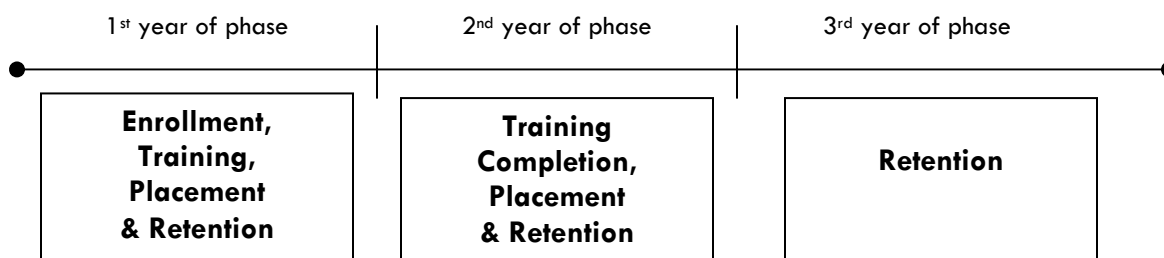 1st year of phase
2nd year of phase
3rd year of phase
Enrollment,
Training,
Placement
& Retention
Training
Completion,
Placement
& Retention
Retention